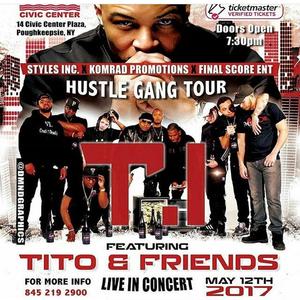 CIVIC CENTER
14 Civic Center Plaza,
Poughkeepsie, NY
ticketmaster
VERIFIED TICKETS
Doors Open
7:30pm
STYLES INC. X KOMRAD PROMOTIONS X FINAL SCORE ENT
HUSTLE GANG TOUR
T.I
@DMNDGRAPHICS
FEATURING
TITO & FRIENDS
FOR MORE INFO
845 219 2900
LIVE IN CONCERT
MAY 12TH
2017